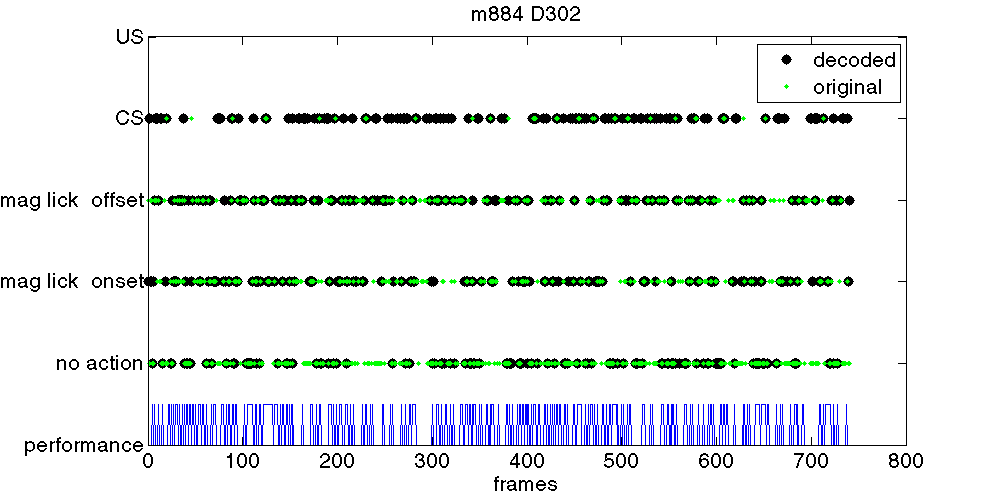 m884 D302
US
decoded
original
CS
mag lick offset
mag lick onset
no action
performance
0 100 200 300 400 500 600 700 800
frames